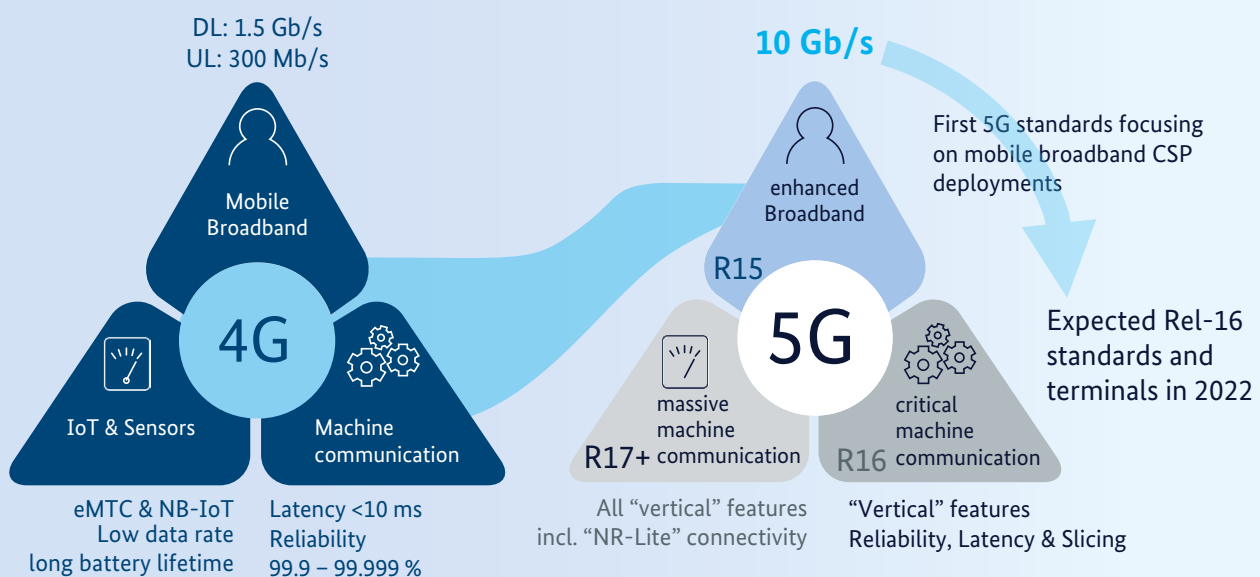 DL: 1.5 Gb/s
UL: 300 Mb/s
Mobile
Broadband
4G
IoT & Sensors
Machine
communication
eMTC & NB-IoT
Low data rate
long battery lifetime
Latency <10 ms
Reliability
99.9 – 99.999 %
10 Gb/s
First 5G standards focusing
on mobile broadband CSP
deployments
enhanced
Broadband
R15
5G
Expected Rel-16
standards and
terminals in 2022
massive
machine
R17+ communication
critical
machine
R16 communication
All “vertical” features
incl. “NR-Lite” connectivity
“Vertical” features
Reliability, Latency & Slicing